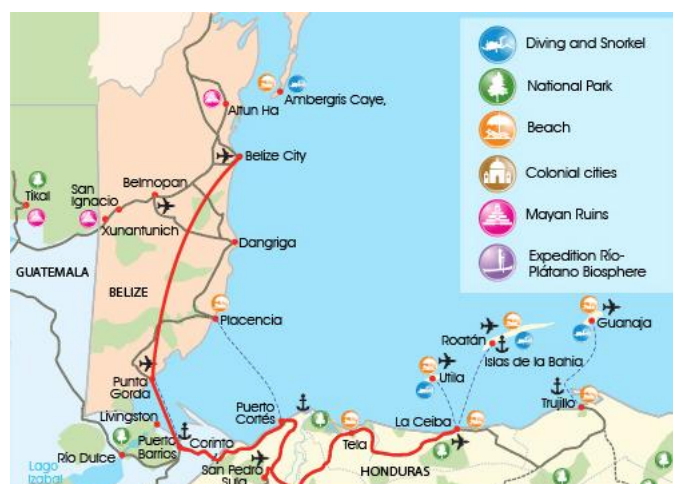 Diving and Snorkel
National Park
Beach
Colonial cities
Mayan Ruins
Expedition Río-
Plátano Biosphere
Altun Ha
Ambergris Caye,
Belize City
Tikal
San
Ignacio
Belmopan
Xunantunich
Dangriga
GUATEMALA
BELIZE
Placencia
Guanaja
Roatán
Islas de la Bahía
Utila
Punta
Gorda
Livingston
Puerto
Cortés
La Ceiba
Trujillo
Río Dulce
Puerto
Barrios
Corinto
Tela
San Pedro
Sula
HONDURAS
Lago
Izabal